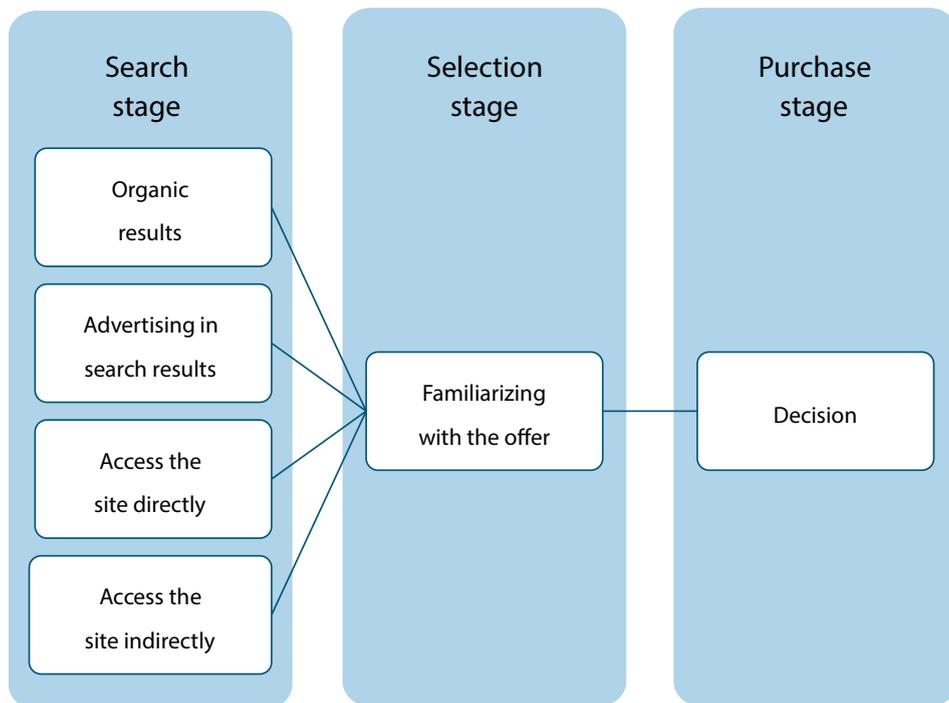 Search
stage
Organic
results
Advertising in
search results
Access the
site directly
Access the
site indirectly
Selection
stage
Familiarizing
with the offer
Purchase
stage
Decision